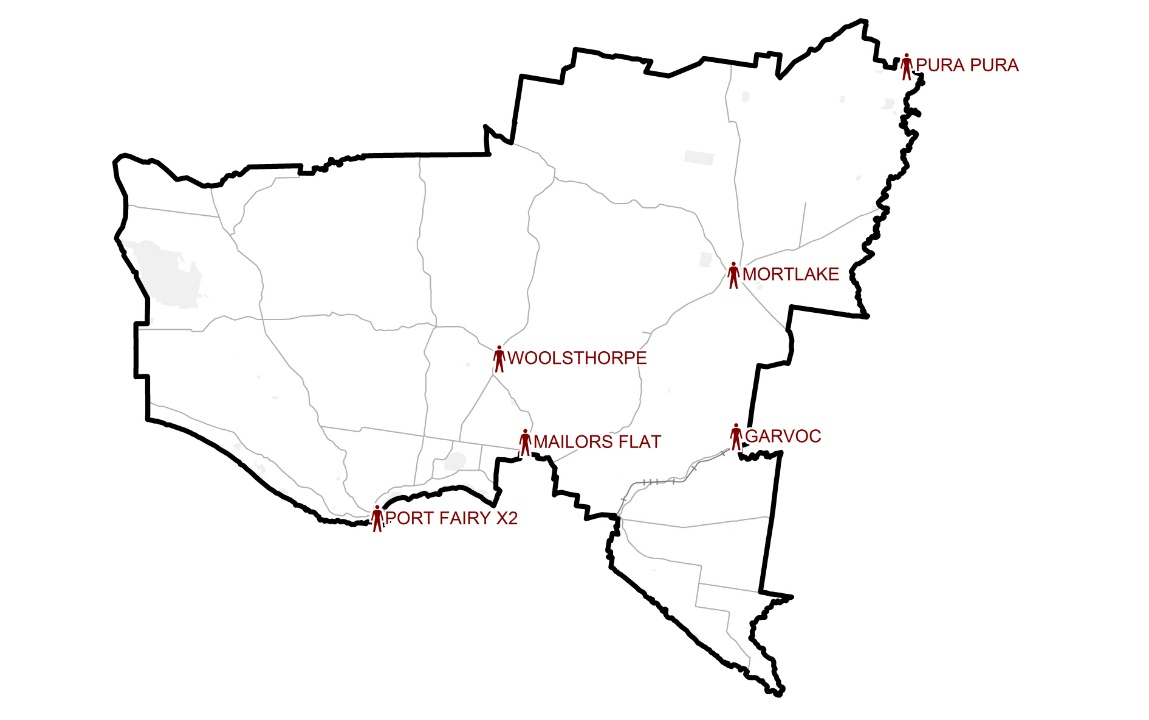 PURA PURA
MORTLAKE
WOOLSTHORPE
MAILORS FLAT
GARVOC
PORT FAIRY X2